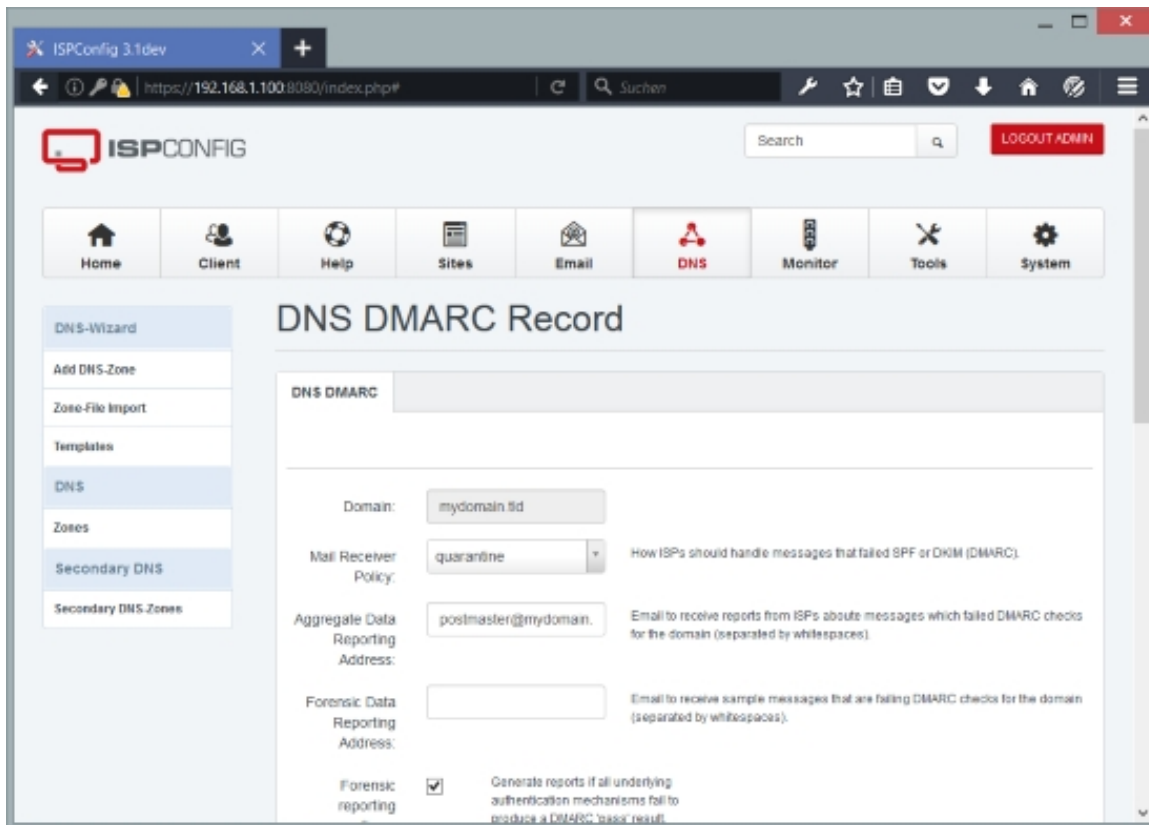 ISPConfig 3.1dev
https://192.168.1.100:8080/index.php#
Suchen
ISPCONFIG
Search
LOGOUT ADMIN
Home
Client
Help
Sites
Email
DNS
Monitor
Tools
System
DNS-Wizard
Add DNS-Zone
Zone-File Import
Templates
DNS
Zones
Secondary DNS
Secondary DNS-Zones
DNS DMARC Record
DNS DMARC
Domain:
mydomain.tld
Mail Receiver
Policy:
quarantine
How ISPs should handle messages that failed SPF or DKIM (DMARC).
Aggregate Data
Reporting
Address:
postmaster@mydomain.
Email to receive reports from ISPs aboute messages which failed DMARC checks
for the domain (separated by whitespaces).
Forensic Data
Reporting
Address:
Email to receive sample messages that are failing DMARC checks for the domain
(separated by whitespaces).
Forensic
reporting
Generate reports if all underlying
authentication mechanisms fail to
produce a DMARC 'pass' result.